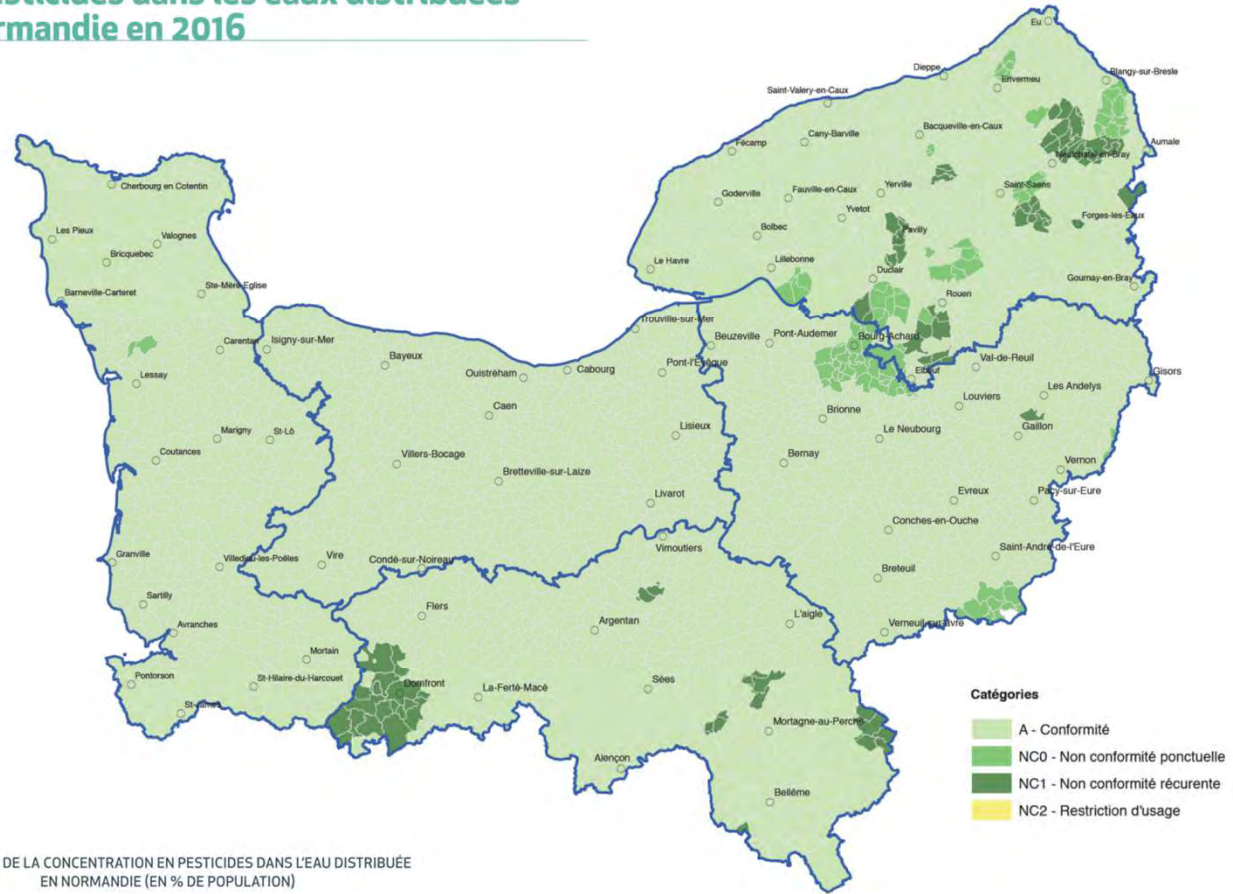 esticides dans les eaux distribuées
rmandie en 2016
Eu
Dieppe
Envermeu
Blangy-sur-Bresle
Saint-Valery-en-Caux
Cany-Barville
Bacqueville-en-Caux
Fécamp
Aumale
Neufchâtel-en-Bray
Cherbourg en Cotentin
Goderville
Fauville-en-Caux
Yerville
Saint-Saens
Yvetot
Forges-les-Eaux
Les Pieux
Valognes
Bolbec
Pavilly
Bricquebec
Le Havre
Lillebonne
Duclair
Barneville-Carteret
Ste-Mère-Eglise
Rouen
Gournay-en-Bray
Trouville-sur-Mer
Carentan
Isigny-sur-Mer
Beuzeville
Pont-Audemer
Bourg-Achard
Bayeux
Pont-l'Evêque
Val-de-Reuil
Lessay
Ouistréham
Cabourg
Elbeuf
Gisors
Les Andelys
Caen
Louviers
Brionne
Marigny
St-Lô
Lisieux
Le Neubourg
Gaillon
Coutances
Villers-Bocage
Bernay
Vernon
Bretteville-sur-Laize
Livarot
Evreux
Pacy-sur-Eure
Conches-en-Ouche
Vimoutiers
Granville
Villedieu-les-Poêles
Vire
Condé-sur-Noireau
Saint-André-de-l'Eure
Breteuil
Sartilly
Flers
Argentan
L'aigle
Avranches
Verneuil-sur-avre
Mortain
Pontorson
St-Hilaire-du-Harcouet
Domfront
La-Ferté-Macé
Sées
St-James
Mortagne-au-Perche
Alençon
Bellême
Catégories
A - Conformité
NC0 - Non conformité ponctuelle
NC1 - Non conformité récurente
NC2 - Restriction d'usage
DE LA CONCENTRATION EN PESTICIDES DANS L'EAU DISTRIBUÉE
EN NORMANDIE (EN % DE POPULATION)